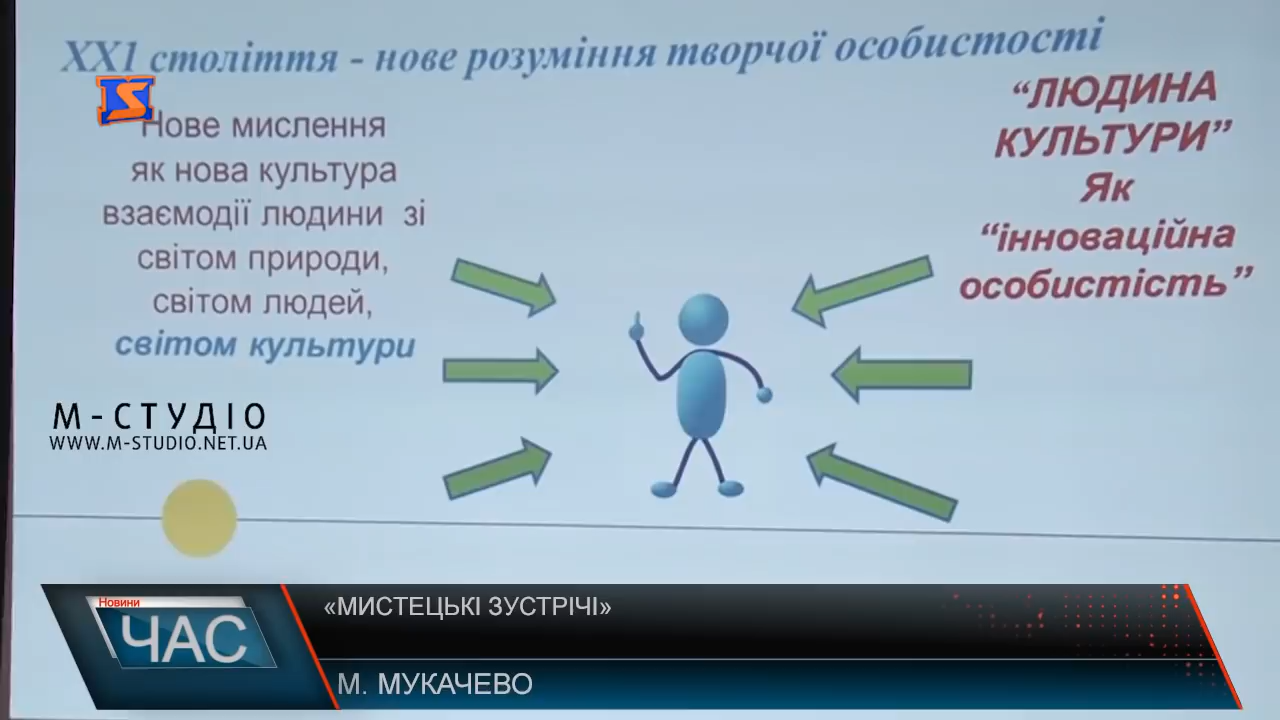 ХХ1 століття - нове розуміння творчої особистості
Нове мислення
як нова культура
взаємодії людини зі
світом природи,
світом людей,
світом культури
“ЛЮДИНА
КУЛЬТУРИ”
Як
“інноваційна
особистість”
М-СТУДІО
WWW.M-STUDIO.NET.UA
Новини
ЧАС
«МИСТЕЦЬКІ ЗУСТРІЧІ»
М. МУКАЧЕВО